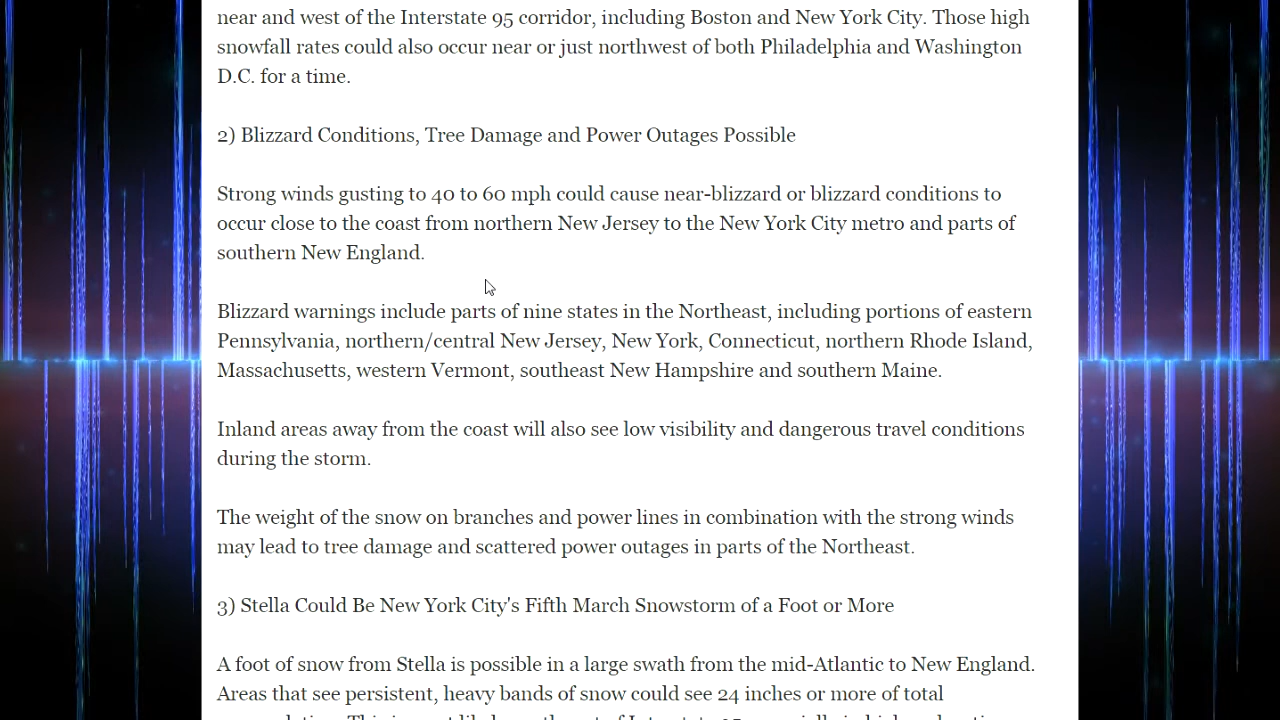 near and west of the Interstate 95 corridor, including Boston and New York City. Those high
snowfall rates could also occur near or just northwest of both Philadelphia and Washington
D.C. for a time.
2) Blizzard Conditions, Tree Damage and Power Outages Possible
Strong winds gusting to 40 to 60 mph could cause near-blizzard or blizzard conditions to
occur close to the coast from northern New Jersey to the New York City metro and parts of
southern New England.
Blizzard warnings include parts of nine states in the Northeast, including portions of eastern
Pennsylvania, northern/central New Jersey, New York, Connecticut, northern Rhode Island,
Massachusetts, western Vermont, southeast New Hampshire and southern Maine.
Inland areas away from the coast will also see low visibility and dangerous travel conditions
during the storm.
The weight of the snow on branches and power lines in combination with the strong winds
may lead to tree damage and scattered power outages in parts of the Northeast.
3) Stella Could Be New York City's Fifth March Snowstorm of a Foot or More
A foot of snow from Stella is possible in a large swath from the mid-Atlantic to New England.
Areas that see persistent, heavy bands of snow could see 24 inches or more of total